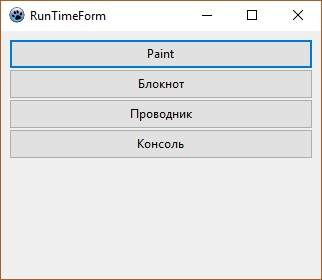 RunTimeForm
Paint
Блокнот
Проводник
Консоль